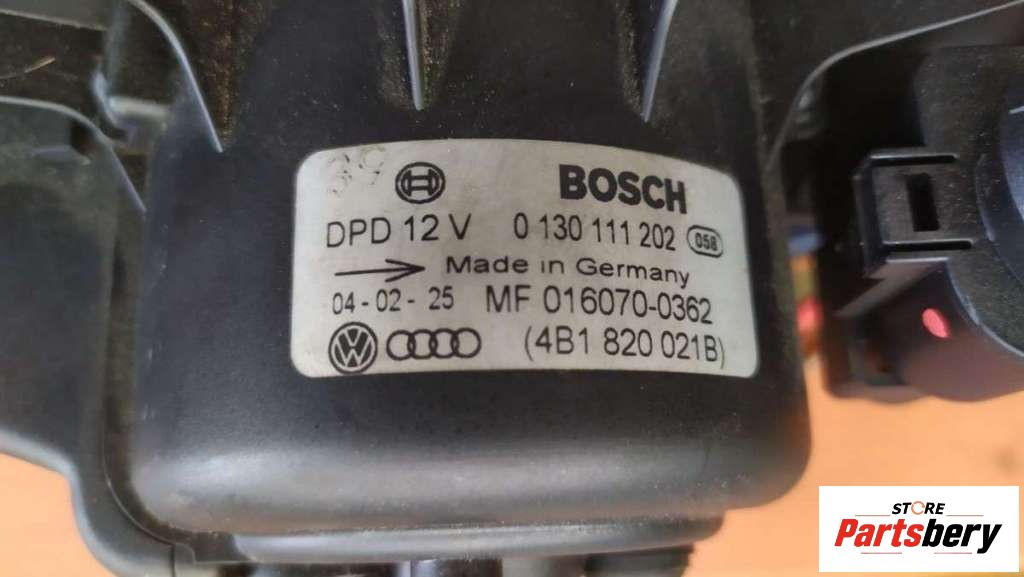 BOSCH
DPD 12 V 0 130 111 202 058
Made in Germany
04-02-25 MF 016070-0362
(4B1 820 021B)
STORE
Partsbery